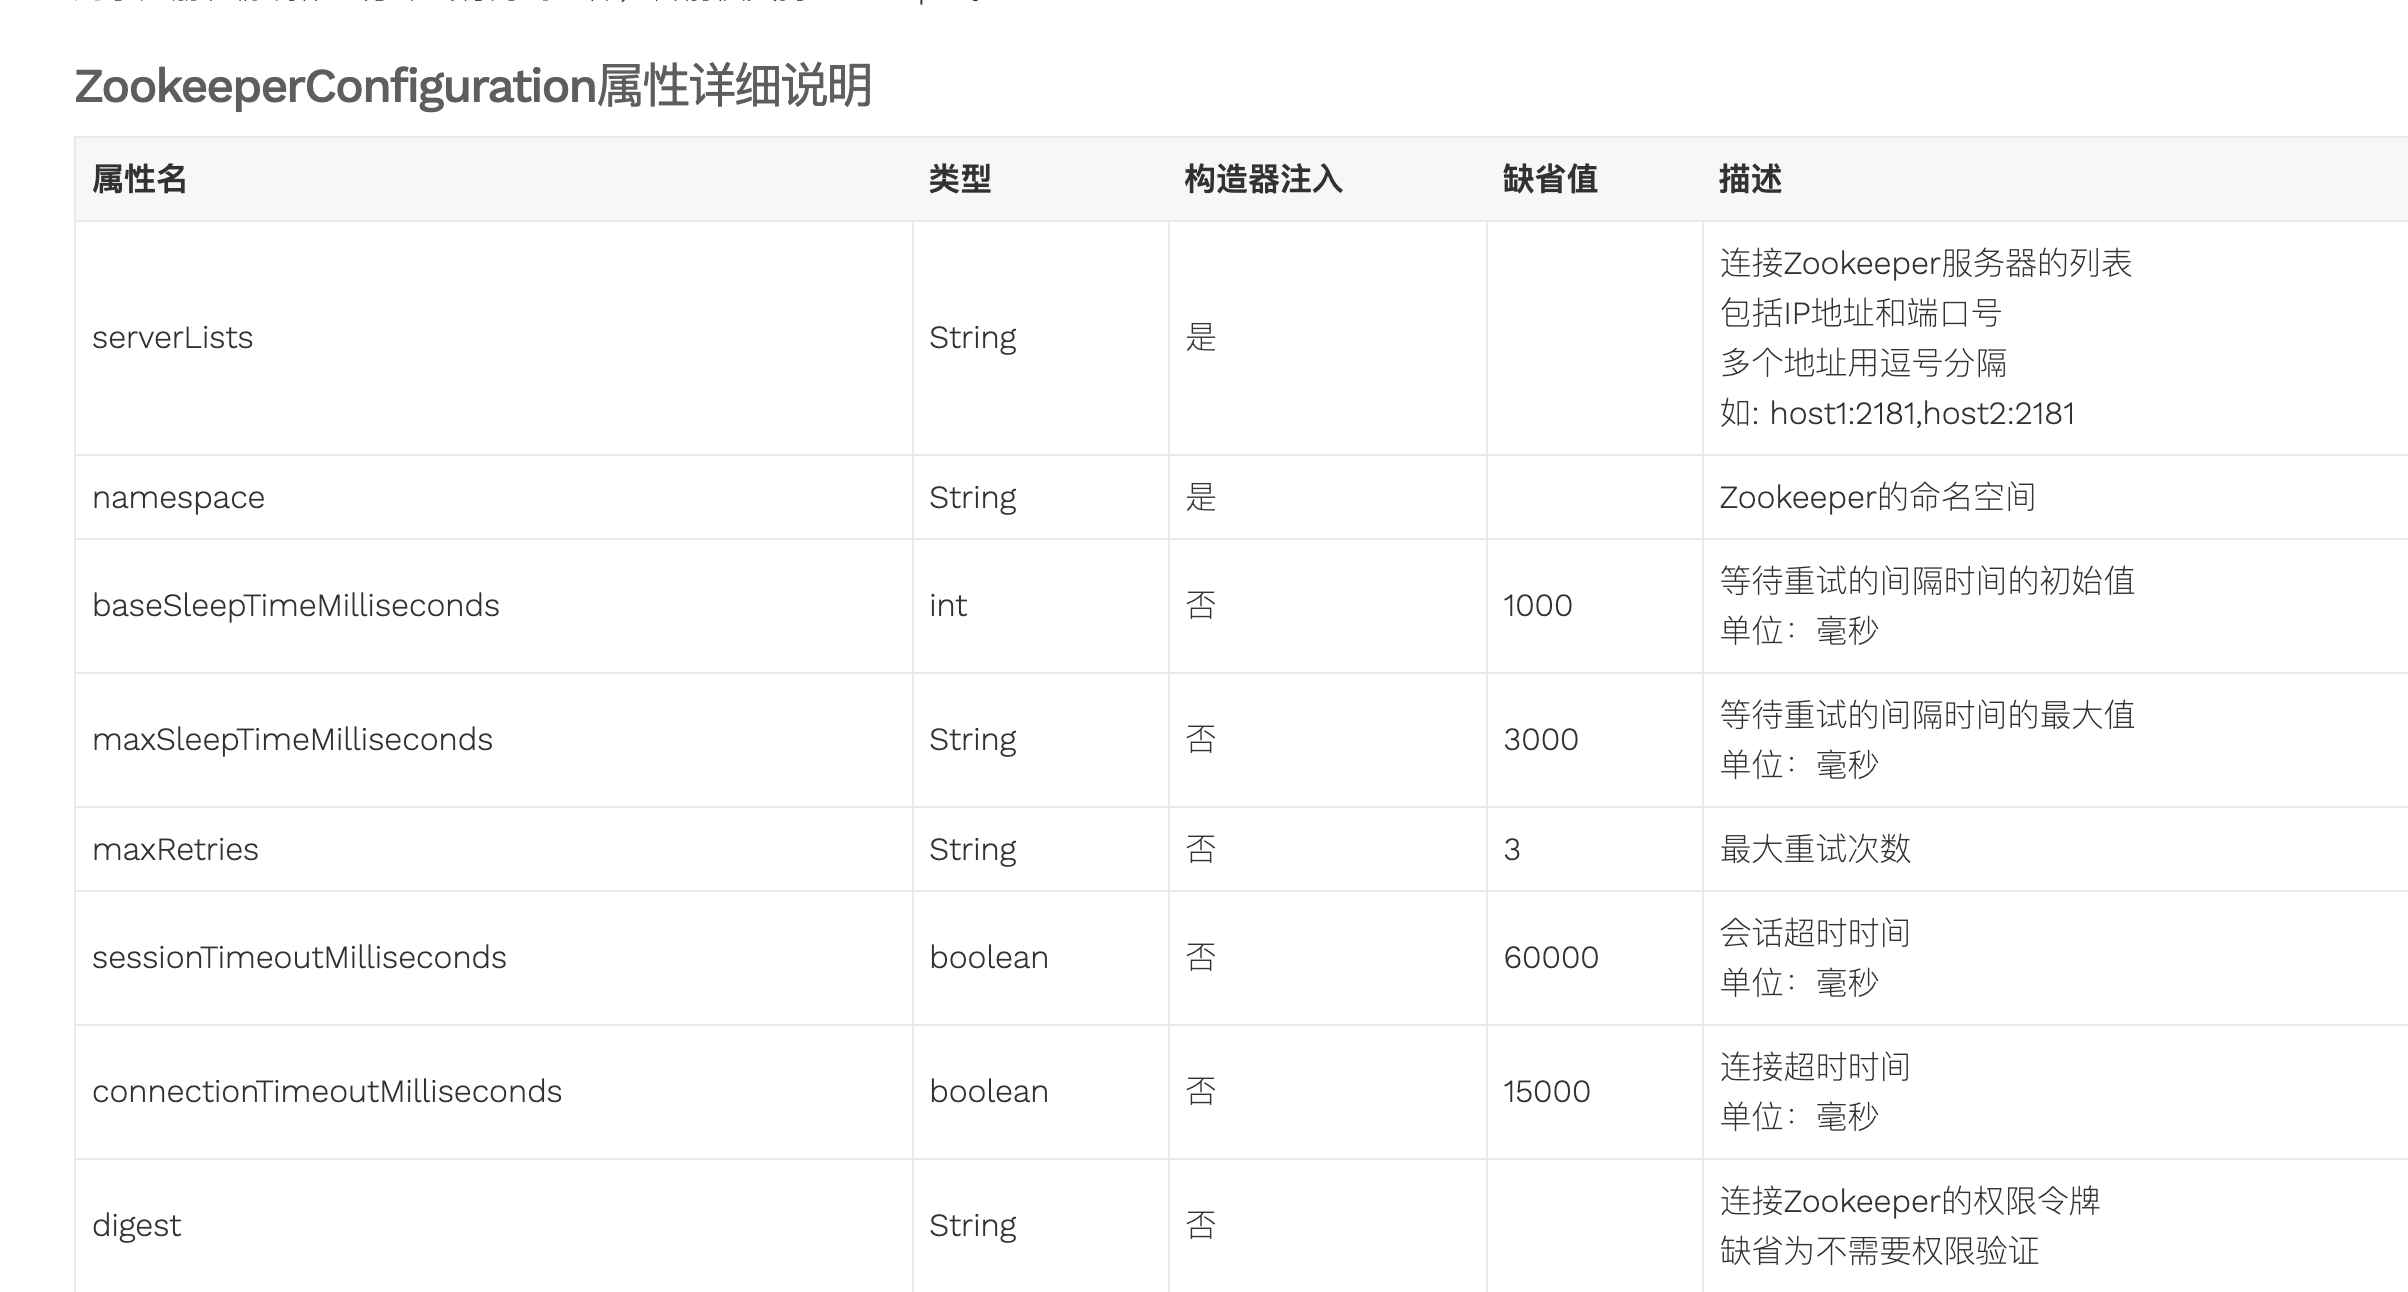 ZookeeperConfiguration属性详细说明
属性名 类型 构造器注入 缺省值 描述
serverLists String 是 连接Zookeeper服务器的列表
包括IP地址和端口号
多个地址用逗号分隔
如: host1:2181,host2:2181
namespace String 是 Zookeeper的命名空间
baseSleepTimeMilliseconds int 否 1000 等待重试的间隔时间的初始值
单位：毫秒
maxSleepTimeMilliseconds String 否 3000 等待重试的间隔时间的最大值
单位：毫秒
maxRetries String 否 3 最大重试次数
sessionTimeoutMilliseconds boolean 否 60000 会话超时时间
单位：毫秒
connectionTimeoutMilliseconds boolean 否 15000 连接超时时间
单位：毫秒
digest String 否 连接Zookeeper的权限令牌
缺省为不需要权限验证